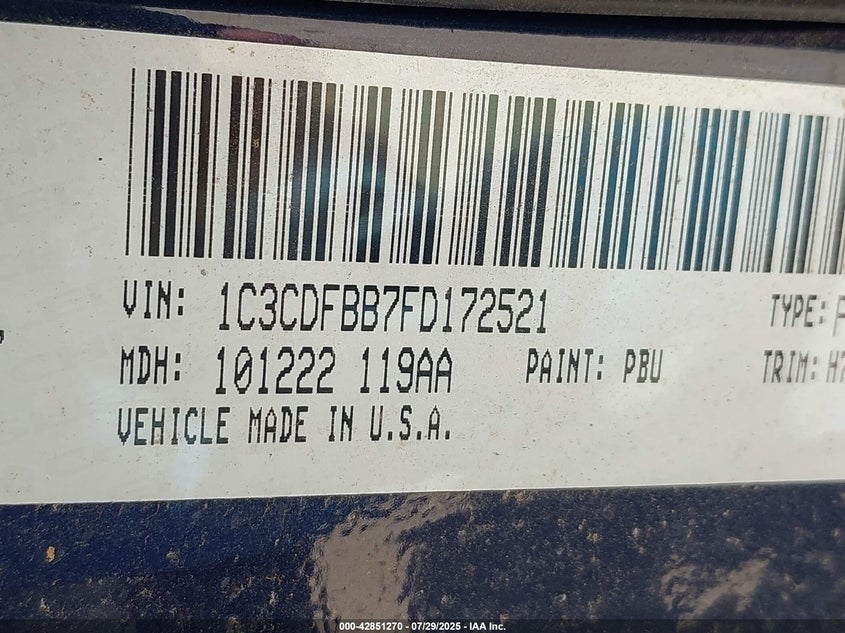 VIN: 1C3CDFBB7FD172521 TYPE:
MDH: 101222 119AA PAINT: PBU TRIM:
VEHICLE MADE IN U.S.A.
000-42851270 - 07/29/2025 - IAA Inc.